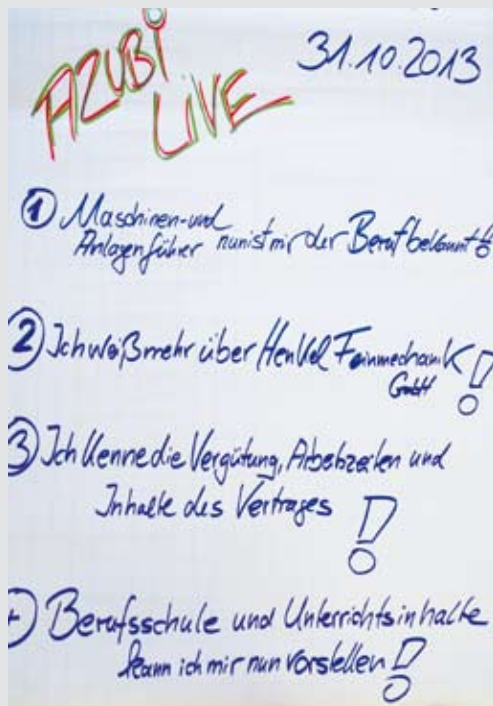 AZUBI
LIVE
31.10.2013
① Maschinen-und
Anlagenführer nun ist mir der Beruf bekannt!
② Ich weiß mehr über Henkel Feinmechanik
GmbH !
③ Ich kenne die Vergütung, Arbeitszeiten und
Inhalte des Vertrages !
Berufsschule und Unterrichtsinhalte
kann ich mir nun vorstellen !